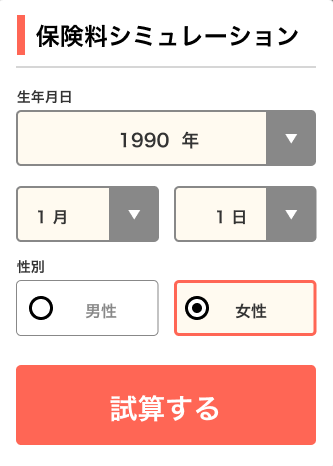 保険料シミュレーション
生年月日
1990 年
1 月 1 日
性別
男性 女性
試算する